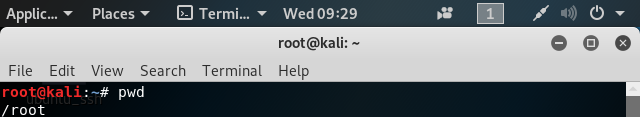 Applic... Places Termi... Wed 09:29 1
root@kali: ~
File Edit View Search Terminal Help
root@kali:~# pwd
ubuntu_ssh
/root